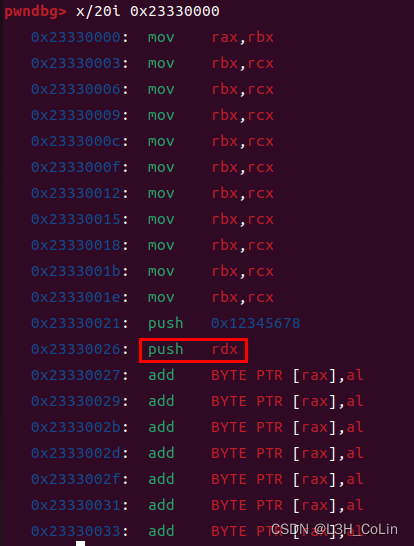 pwndbg> x/20i 0x23330000
0x23330000: mov rax,rbx
0x23330003: mov rbx,rcx
0x23330006: mov rbx,rcx
0x23330009: mov rbx,rcx
0x2333000c: mov rbx,rcx
0x2333000f: mov rbx,rcx
0x23330012: mov rbx,rcx
0x23330015: mov rbx,rcx
0x23330018: mov rbx,rcx
0x2333001b: mov rbx,rcx
0x2333001e: mov rbx,rcx
0x23330021: push 0x12345678
0x23330026: push rdx
0x23330027: add BYTE PTR [rax],al
0x23330029: add BYTE PTR [rax],al
0x2333002b: add BYTE PTR [rax],al
0x2333002d: add BYTE PTR [rax],al
0x2333002f: add BYTE PTR [rax],al
0x23330031: add BYTE PTR [rax],al
0x23330033: add BYTE PTR [rax],al
CSDN @L3H_CoLin